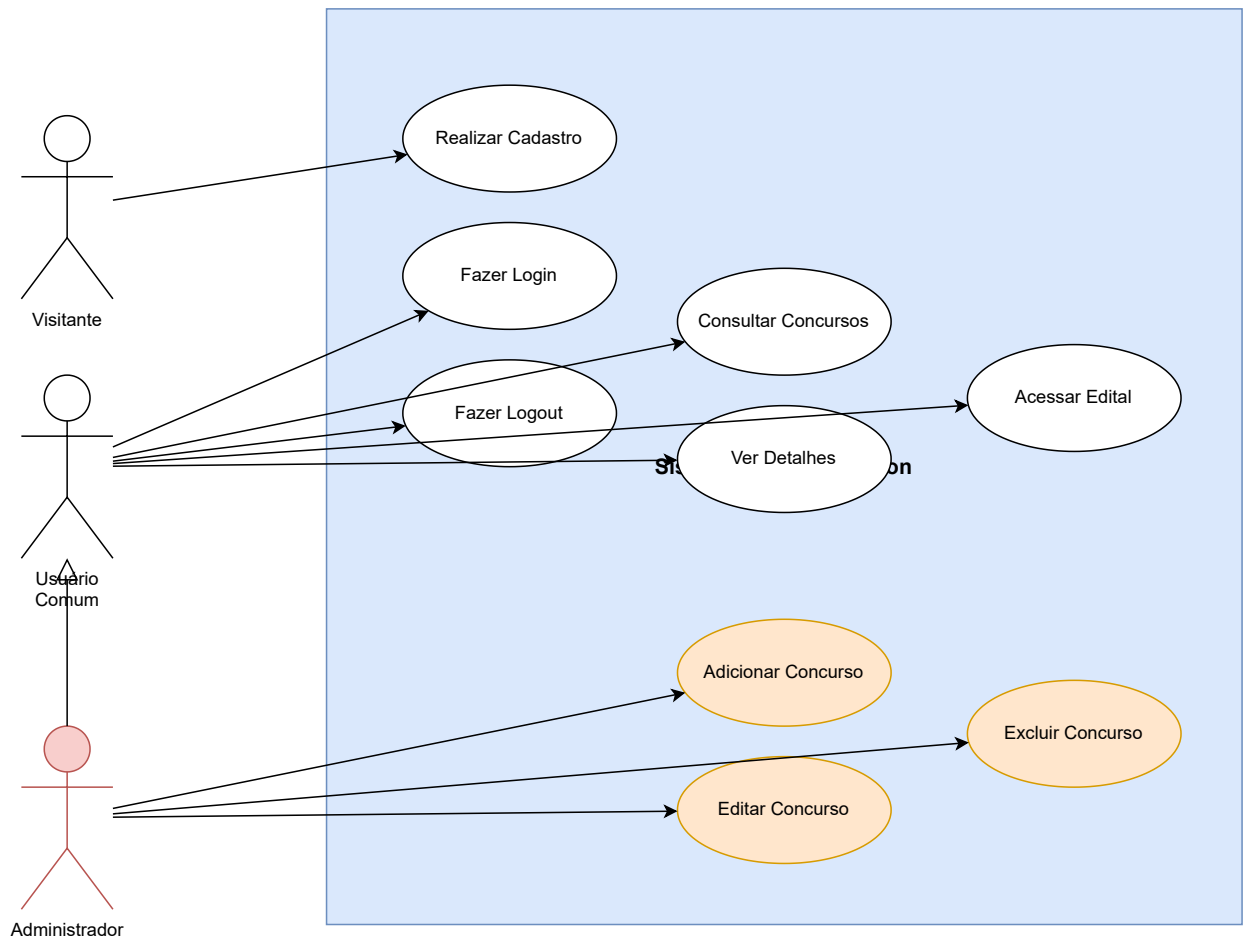 Realizar Cadastro
Visitante
Fazer Login
Consultar Concursos
Acessar Edital
Fazer Logout
Ver Detalhes
Usuário
Comum
Adicionar Concurso
Excluir Concurso
Editar Concurso
Administrador